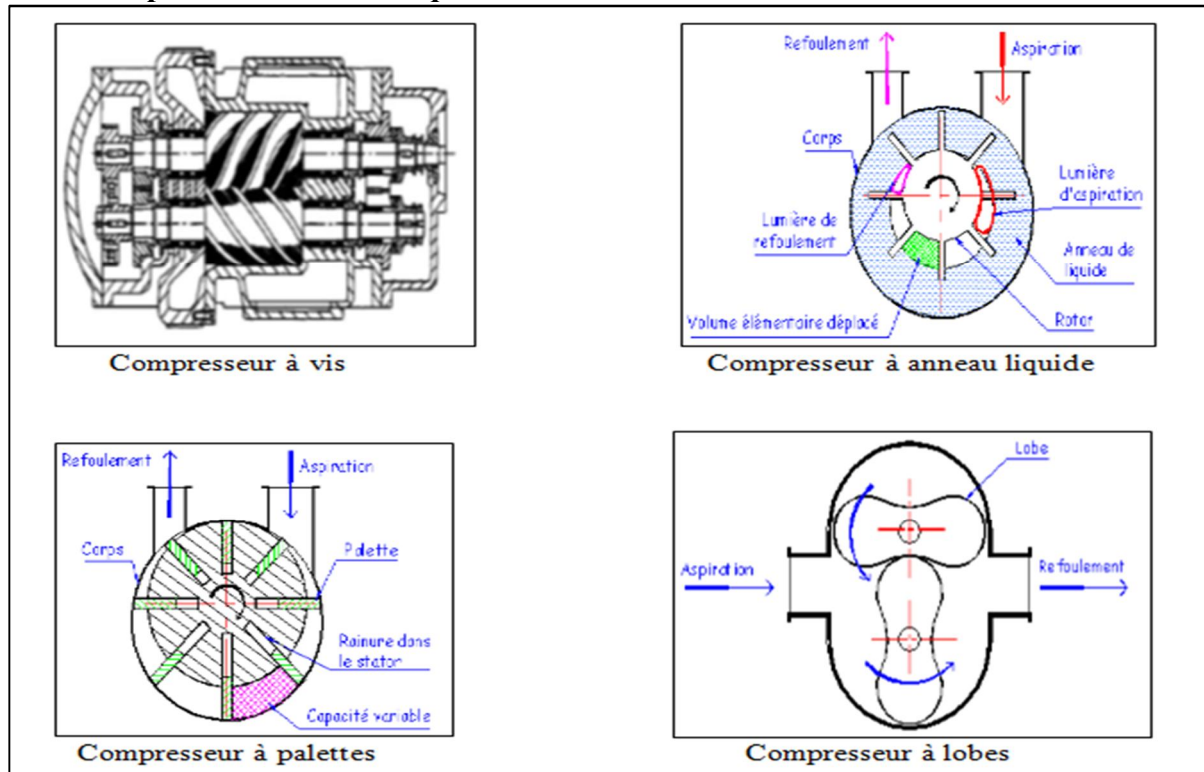 Refoulement
Aspiration
Corps
Lumière
d'aspiration
Lumière de
refoulement
Anneau de
liquide
Volume élémentaire déplacé
Rotor
Compresseur à vis
Compresseur à anneau liquide
Refoulement
Aspiration
Corps
Palette
Rainure dans
le stator
Capacité variable
Compresseur à palettes
Lobe
Aspiration
Refoulement
Compresseur à lobes